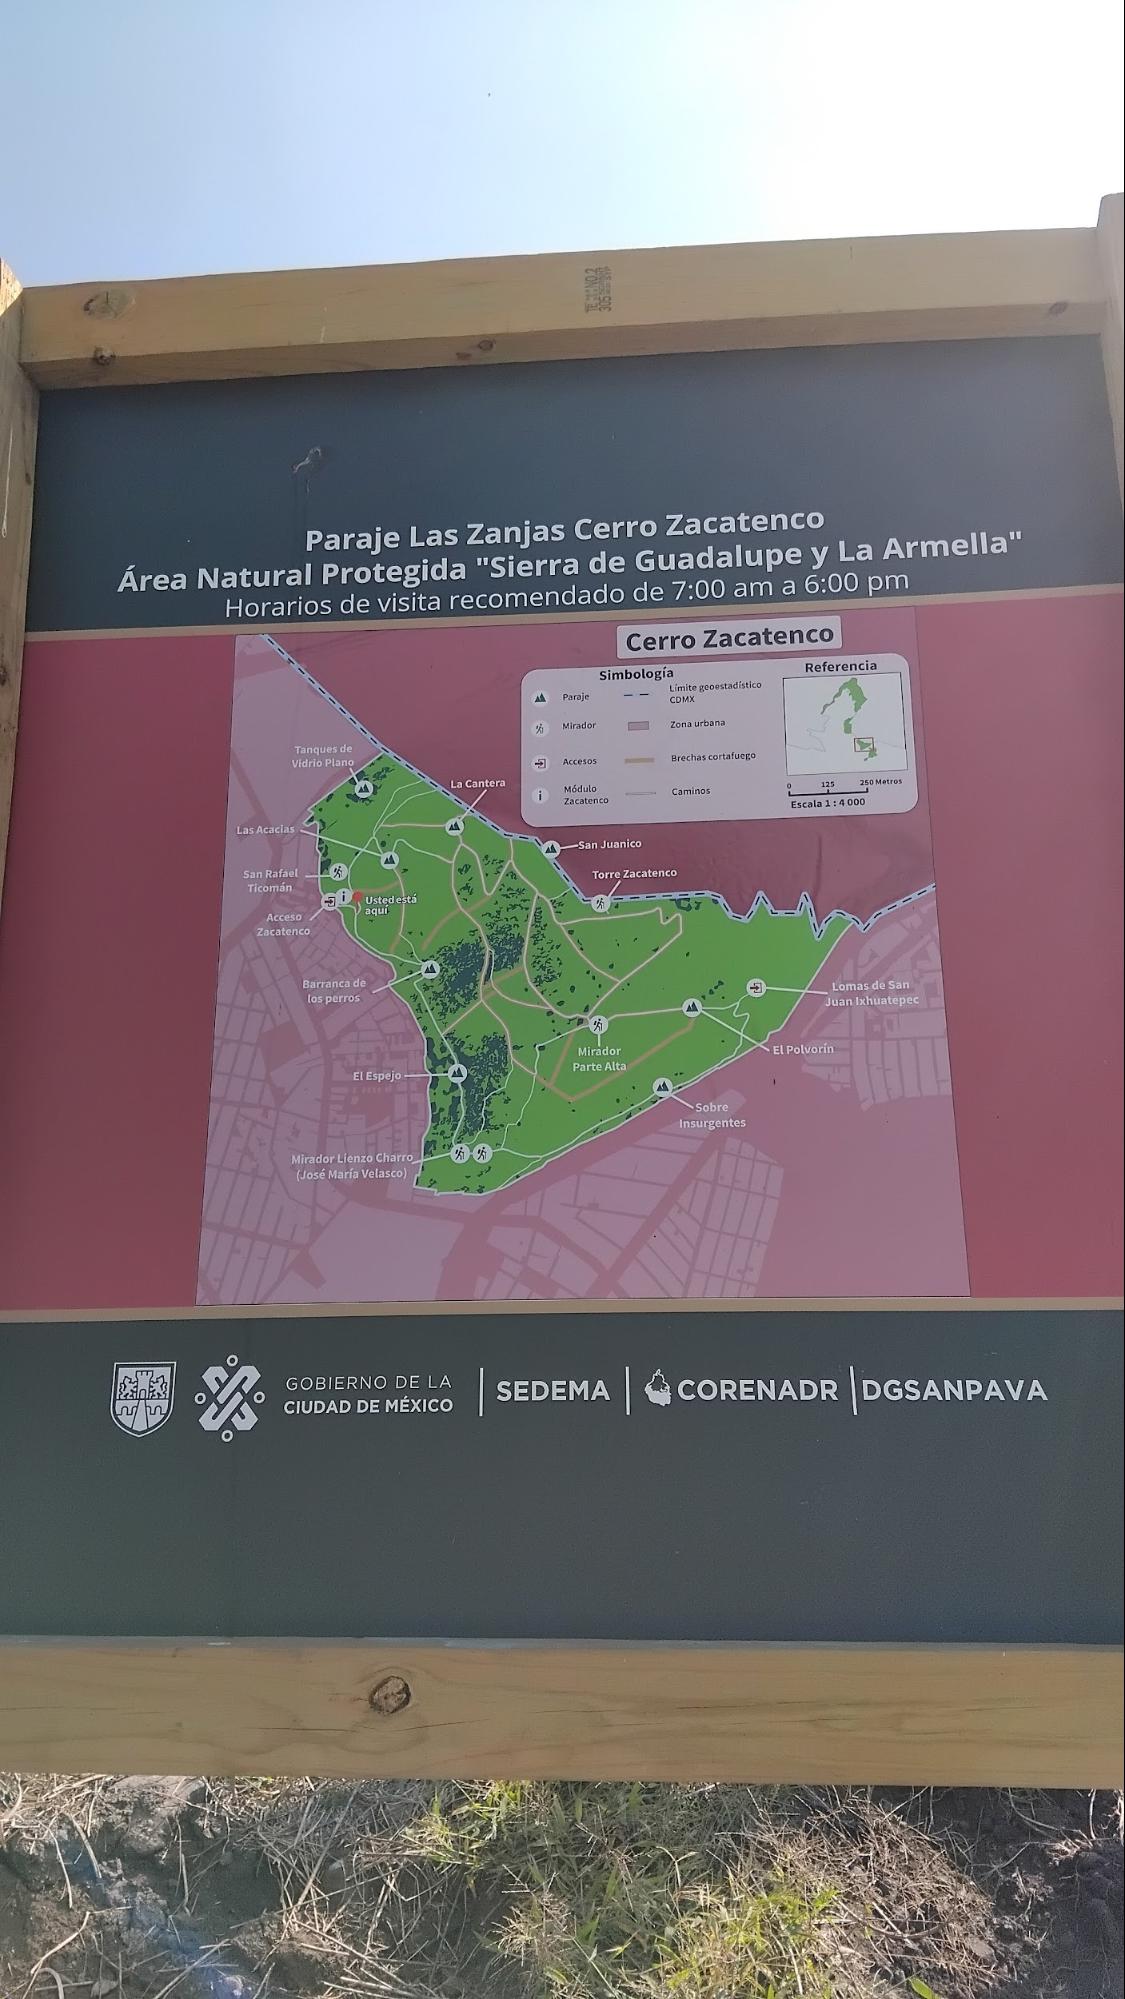 Paraje Las Zanjas Cerro Zacatenco
Área Natural Protegida "Sierra de Guadalupe y La Armella"
Horarios de visita recomendado de 7:00 am a 6:00 pm
Cerro Zacatenco
Simbología
Paraje
Mirador
Accesos
Módulo
Zacatenco
Límite geoestadístico
CDMX
Zona urbana
Brechas cortafuego
Caminos
Referencia
0 125 250 Metros
Escala 1 : 4 000
Tanques de
Vidrio Plano
La Cantera
Las Acacias
San Juanico
San Rafael
Ticomán
Torre Zacatenco
Usted está
aquí
Acceso
Zacatenco
Barranca de
los perros
Lomas de San
Juan Ixhuatepec
El Polvorín
Mirador
Parte Alta
El Espejo
Sobre
Insurgentes
Mirador Lienzo Charro
(José María Velasco)
GOBIERNO DE LA
CIUDAD DE MÉXICO
SEDEMA
CORENADR
DGSANPAVA